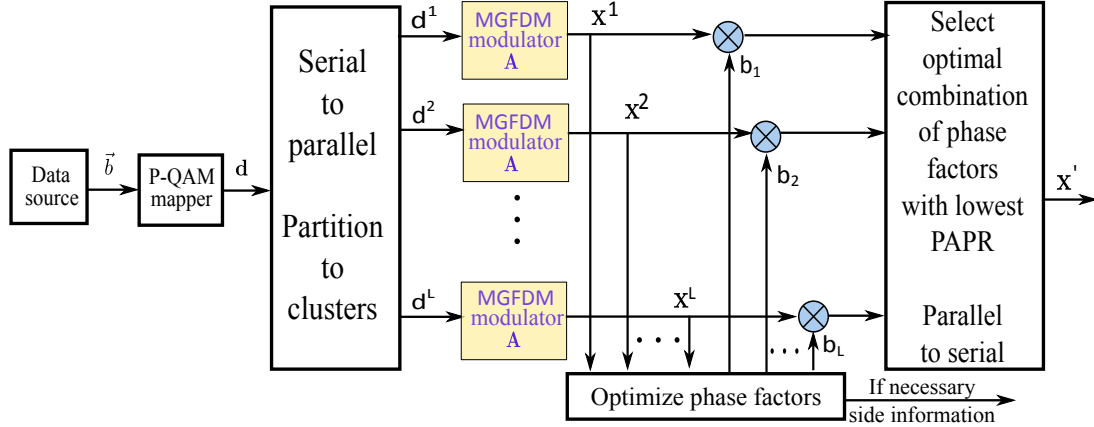 Data
source
\vec{b}
P-QAM
mapper
d
Serial
to
parallel
Partition
to
clusters
d¹
MGFDM
modulator
A
x¹
b₁
d²
MGFDM
modulator
A
x²
b₂
dᴸ
MGFDM
modulator
A
xᴸ
b_L
Optimize phase factors
If necessary
side information
Select
optimal
combination
of phase
factors
with lowest
PAPR
Parallel
to serial
x'